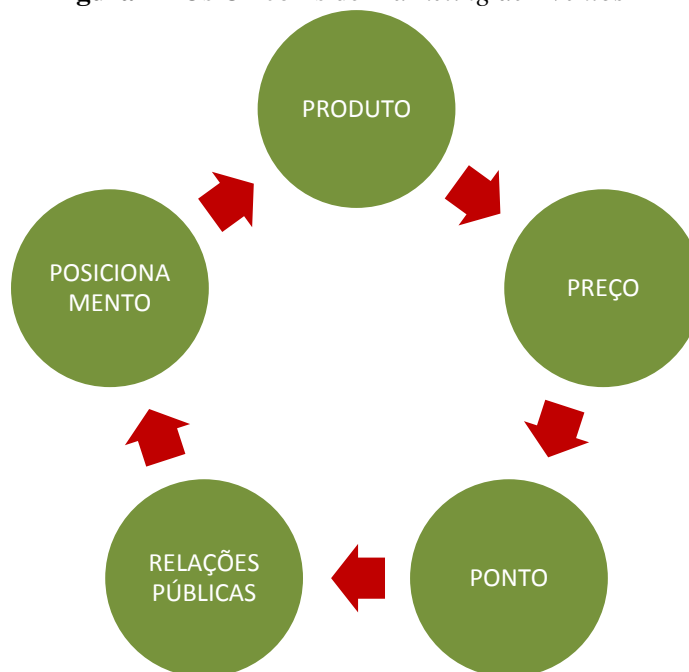 PRODUTO
PREÇO
PONTO
RELAÇÕES
PÚBLICAS
POSICIONA
MENTO